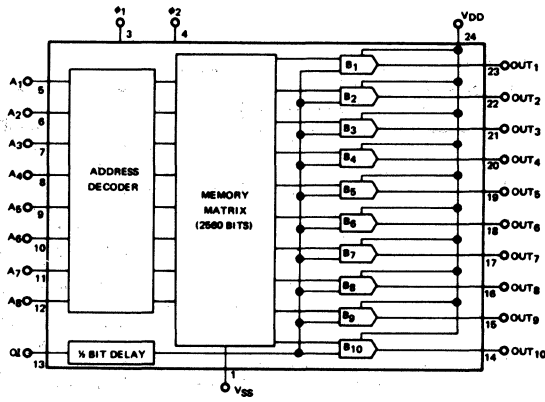 ϕ1
3
ϕ2
4
VDD
24
A1
5
A2
6
A3
7
A4
8
A5
9
A6
10
A7
11
A8
12
OI
13
ADDRESS
DECODER
½ BIT DELAY
MEMORY
MATRIX
(2560 BITS)
1
VSS
B1
B2
B3
B4
B5
B6
B7
B8
B9
B10
23 OUT1
22 OUT2
21 OUT3
20 OUT4
19 OUT5
18 OUT6
17 OUT7
16 OUT8
15 OUT9
14 OUT10